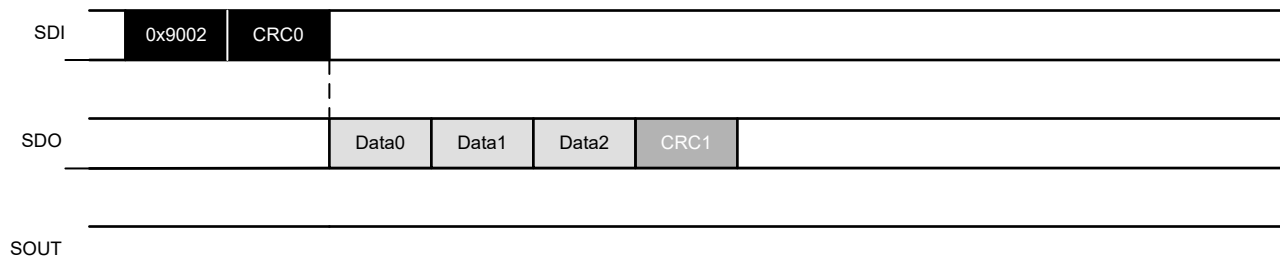 SDI 0x9002 CRC0
SDO Data0 Data1 Data2 CRC1
SOUT